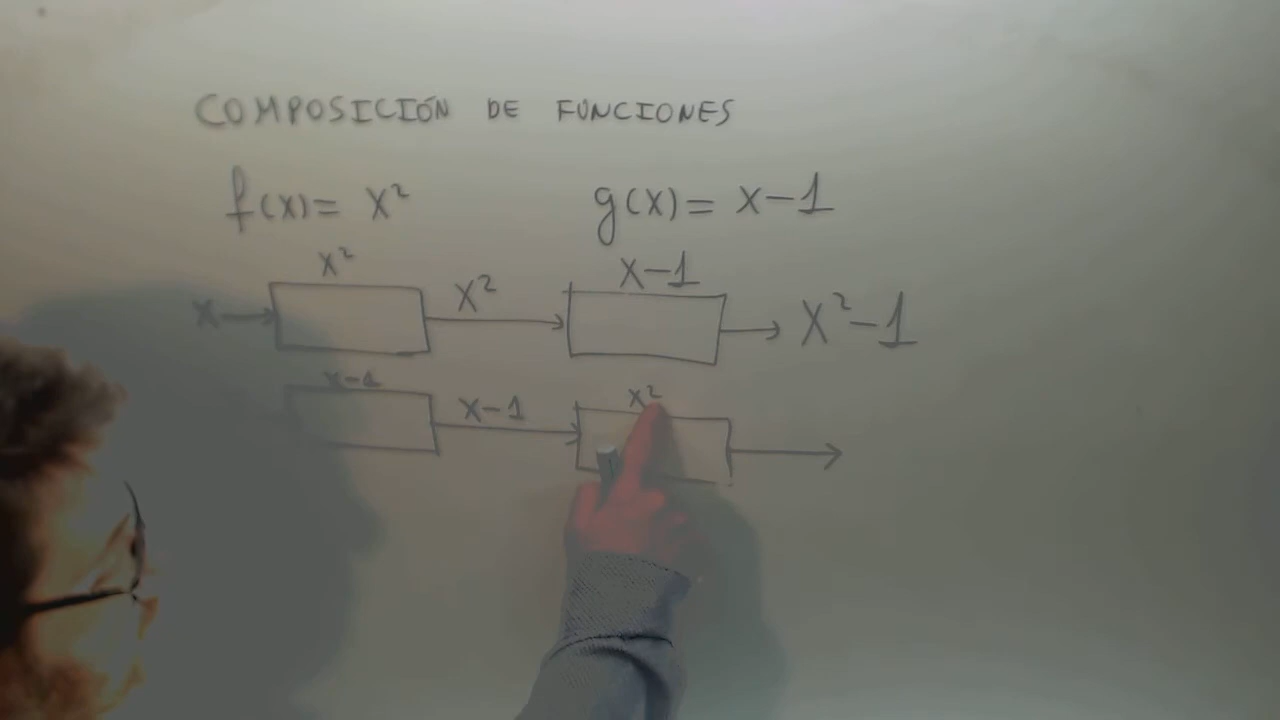 COMPOSICIÓN DE FUNCIONES
f(x)= x² g(x)= x-1
x² x-1
x x² x²-1
x-1 x²
x-1